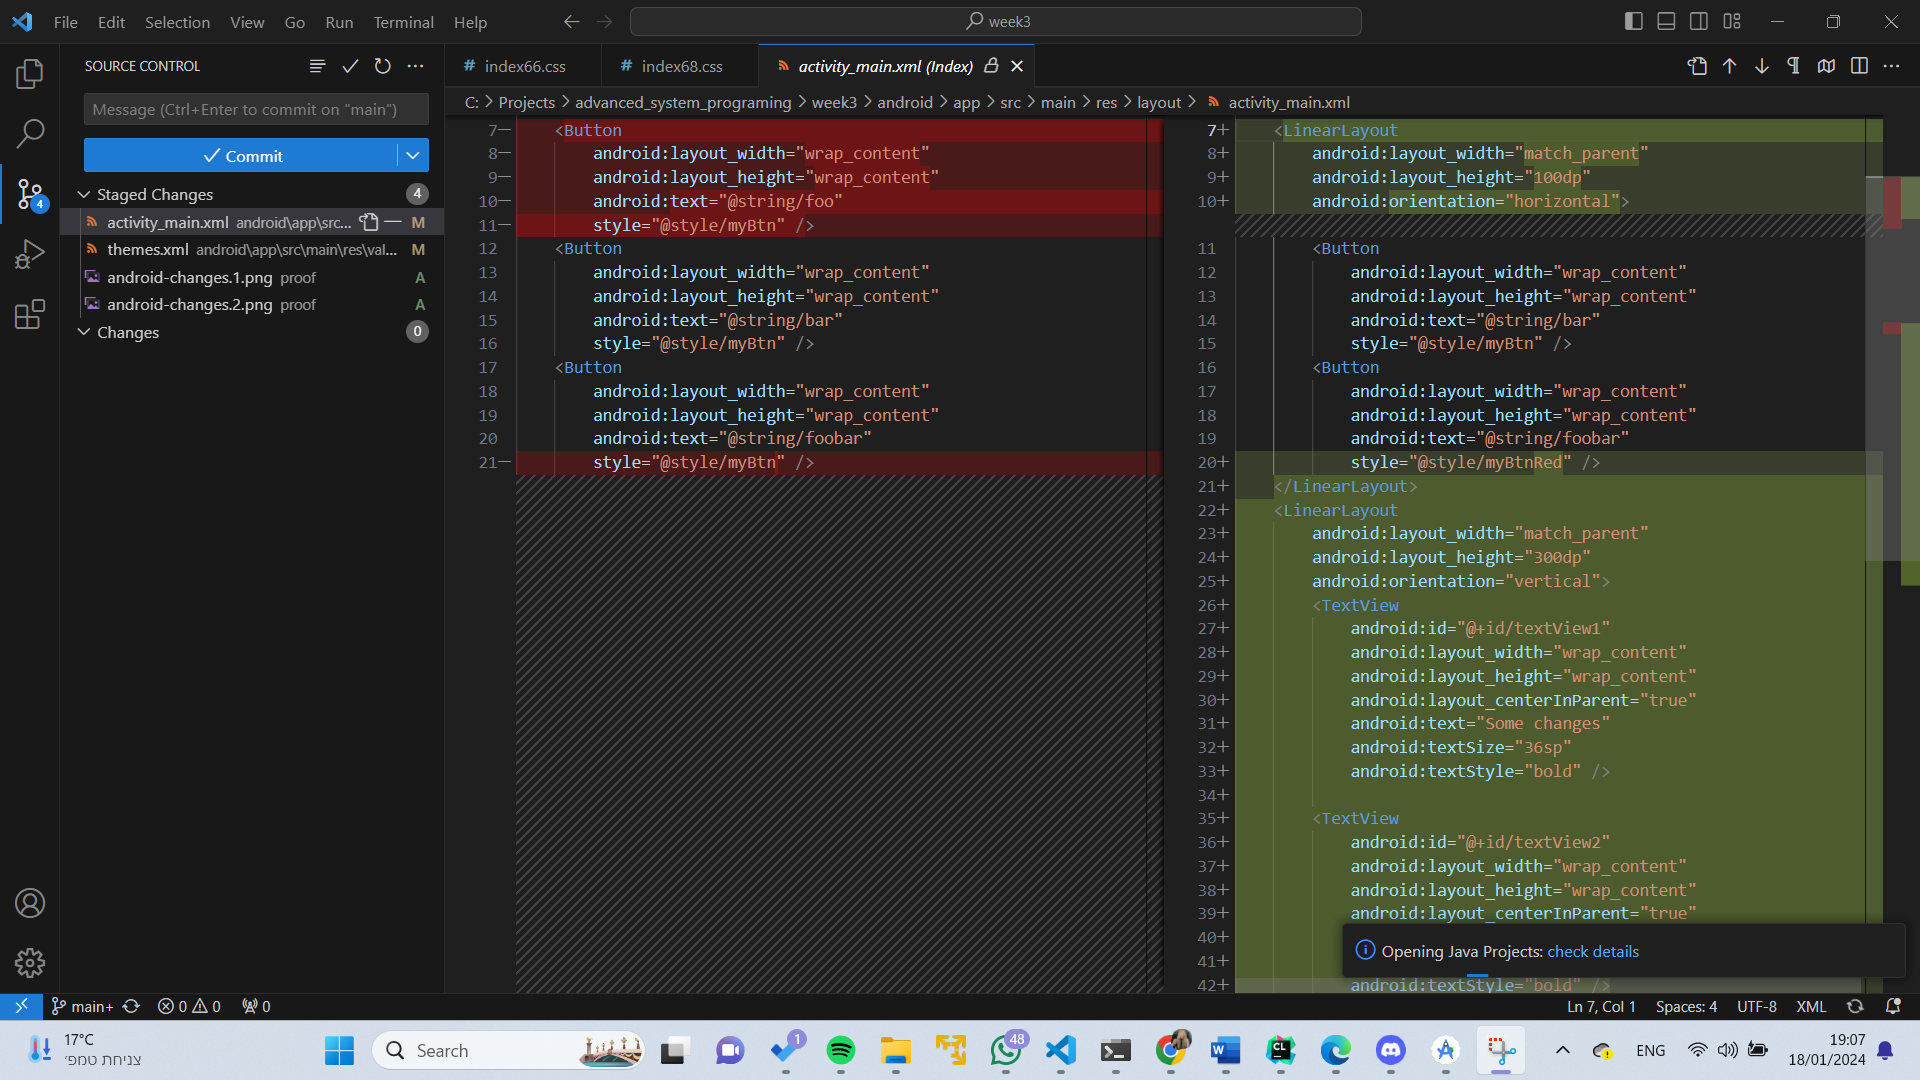 File Edit Selection View Go Run Terminal Help
week3
SOURCE CONTROL
Message (Ctrl+Enter to commit on "main")
Commit
Staged Changes 4
activity_main.xml android\app\src... M
themes.xml android\app\src\main\res\val... M
android-changes.1.png proof A
android-changes.2.png proof A
Changes 0
4
index66.css index68.css activity_main.xml (Index)
C: > Projects > advanced_system_programing > week3 > android > app > src > main > res > layout > activity_main.xml
7— <Button
8— android:layout_width="wrap_content"
9— android:layout_height="wrap_content"
10— android:text="@string/foo"
11— style="@style/myBtn" />
12 <Button
13 android:layout_width="wrap_content"
14 android:layout_height="wrap_content"
15 android:text="@string/bar"
16 style="@style/myBtn" />
17 <Button
18 android:layout_width="wrap_content"
19 android:layout_height="wrap_content"
20 android:text="@string/foobar"
21— style="@style/myBtn" />
7+ <LinearLayout
8+ android:layout_width="match_parent"
9+ android:layout_height="100dp"
10+ android:orientation="horizontal">
11 <Button
12 android:layout_width="wrap_content"
13 android:layout_height="wrap_content"
14 android:text="@string/bar"
15 style="@style/myBtn" />
16 <Button
17 android:layout_width="wrap_content"
18 android:layout_height="wrap_content"
19 android:text="@string/foobar"
20+ style="@style/myBtnRed" />
21+ </LinearLayout>
22+ <LinearLayout
23+ android:layout_width="match_parent"
24+ android:layout_height="300dp"
25+ android:orientation="vertical">
26+ <TextView
27+ android:id="@+id/textView1"
28+ android:layout_width="wrap_content"
29+ android:layout_height="wrap_content"
30+ android:layout_centerInParent="true"
31+ android:text="Some changes"
32+ android:textSize="36sp"
33+ android:textStyle="bold" />
34+
35+ <TextView
36+ android:id="@+id/textView2"
37+ android:layout_width="wrap_content"
38+ android:layout_height="wrap_content"
39+ android:layout_centerInParent="true"
40+
41+
42+ android:textStyle="bold" />
Opening Java Projects: check details
main+ 0 0 0
Ln 7, Col 1 Spaces: 4 UTF-8 XML
17°C
צניחת טמפ׳
Search
1
48
CL
W
ENG
19:07
18/01/2024